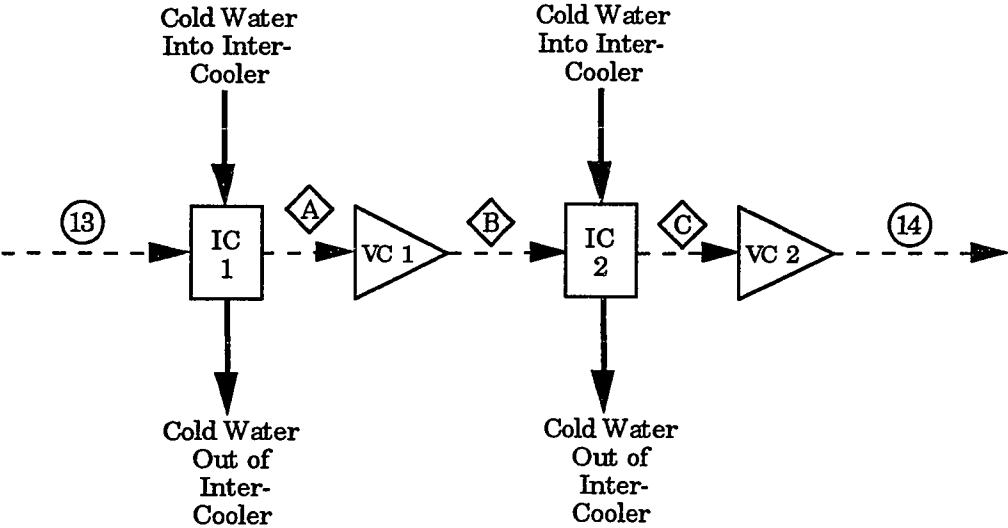 Cold Water
Into Inter-
Cooler
Cold Water
Into Inter-
Cooler
13
IC
1
A
VC 1
B
IC
2
C
VC 2
14
Cold Water
Out of
Inter-
Cooler
Cold Water
Out of
Inter-
Cooler